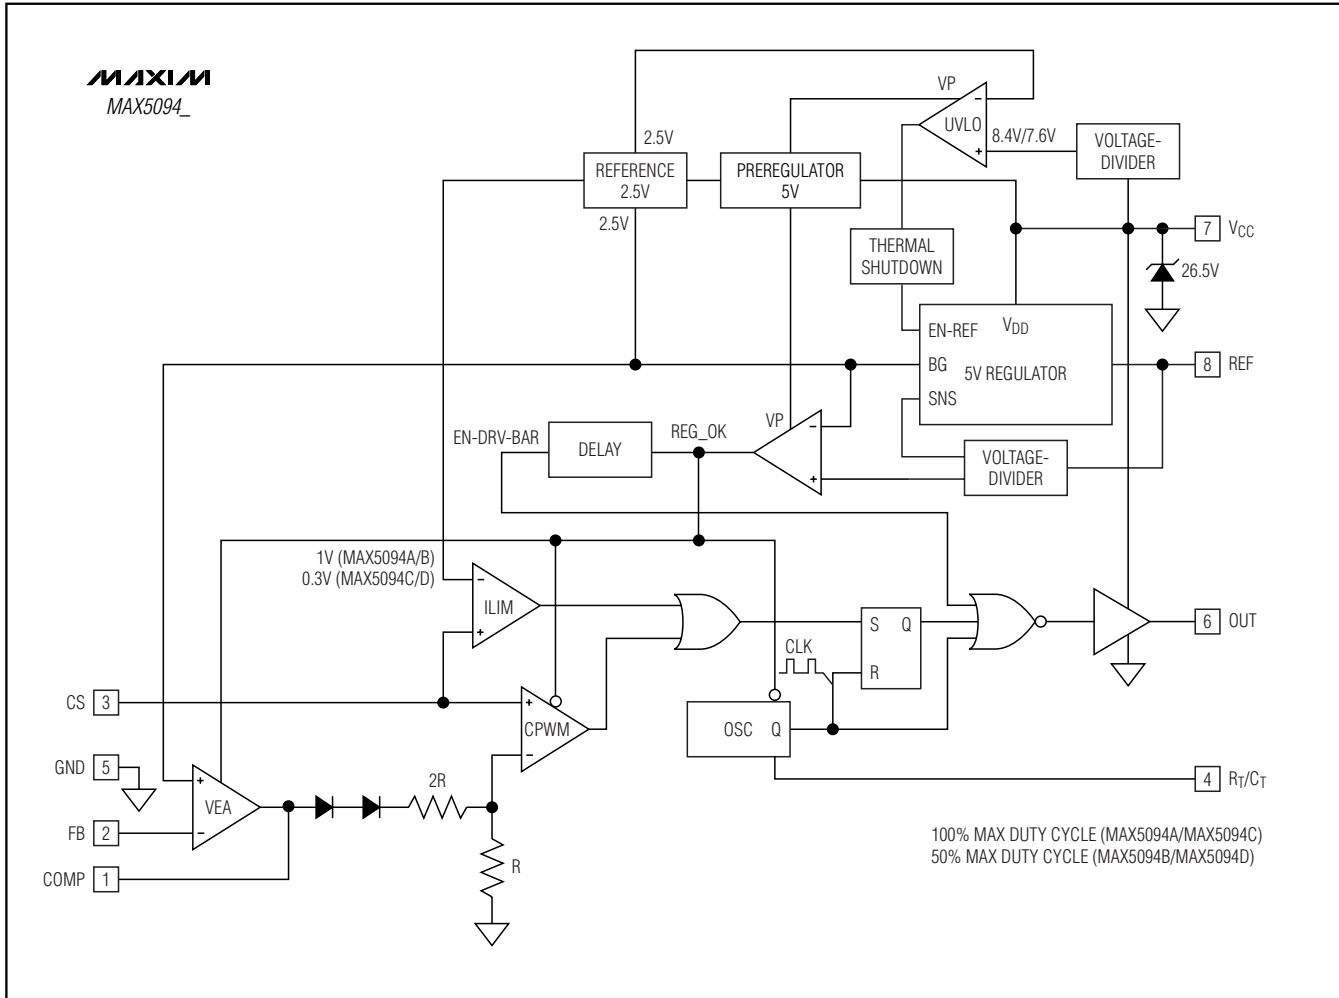 MAXIM
MAX5094_
VP
-
UVLO
+
8.4V/7.6V
VOLTAGE-
DIVIDER
2.5V
REFERENCE
2.5V
PREREGULATOR
5V
2.5V
7
VCC
THERMAL
SHUTDOWN
26.5V
EN-REF
VDD
BG
5V REGULATOR
SNS
8
REF
VP
-
+
EN-DRV-BAR
DELAY
REG_OK
VOLTAGE-
DIVIDER
1V (MAX5094A/B)
0.3V (MAX5094C/D)
-
ILIM
+
S
Q
R
CLK
6
OUT
CS
3
+
CPWM
-
OSC
Q
GND
5
4
RT/CT
+
VEA
-
2R
FB
2
R
COMP
1
100% MAX DUTY CYCLE (MAX5094A/MAX5094C)
50% MAX DUTY CYCLE (MAX5094B/MAX5094D)